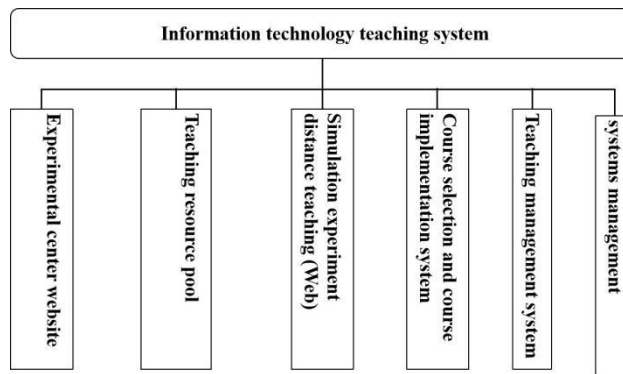 Information technology teaching system
Experimental center website
Teaching resource pool
Simulation experiment
distance teaching (Web)
Course selection and course
implementation system
Teaching management system
systems management